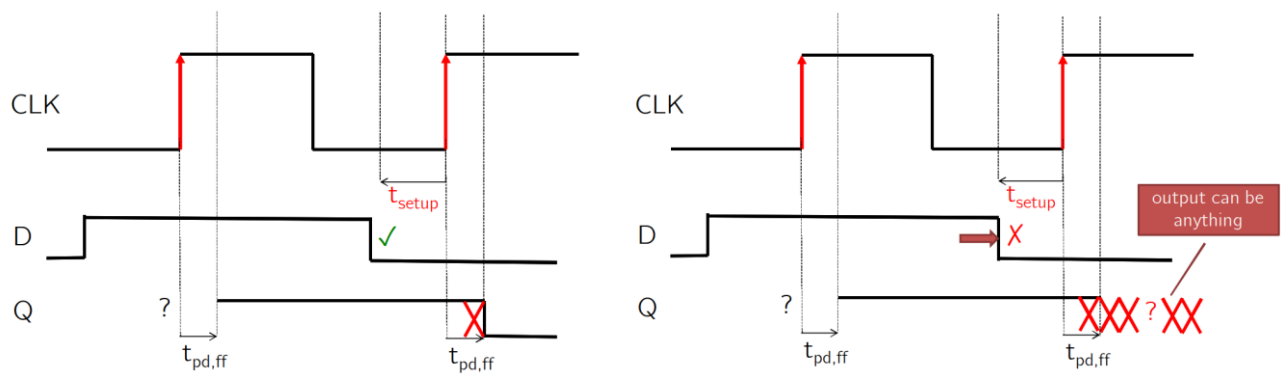 CLK
t_setup
D
✓
Q
?
t_pd,ff
t_pd,ff
CLK
t_setup
output can be
anything
D
X
Q
?
?
t_pd,ff
t_pd,ff